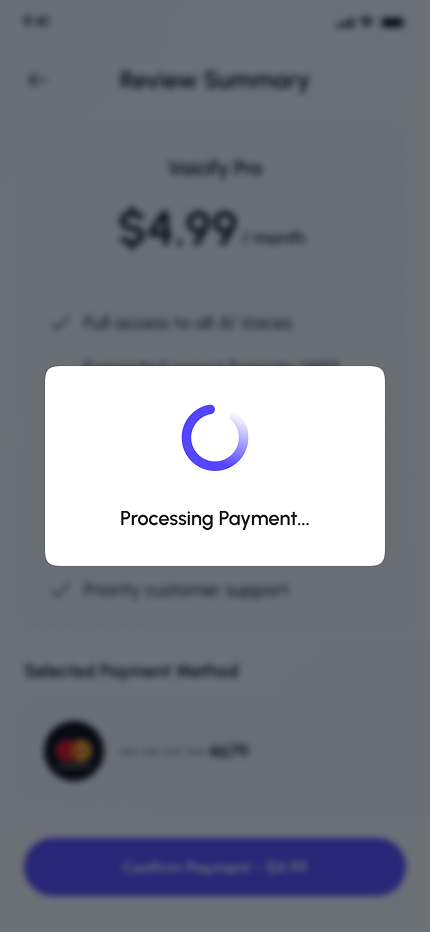 9:41
Review Summary
Voicify Pro
$4.99 / month
Full access to all AI Voices
Processing Payment...
Priority customer support
Selected Payment Method
4679
Confirm Payment - $4.99